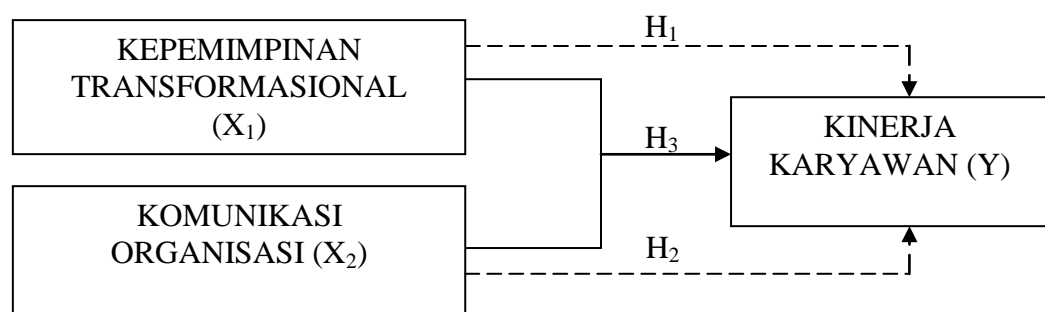 KEPEMIMPINAN
TRANSFORMASIONAL
(X₁)
H₁
H₃
KINERJA
KARYAWAN (Y)
KOMUNIKASI
ORGANISASI (X₂)
H₂